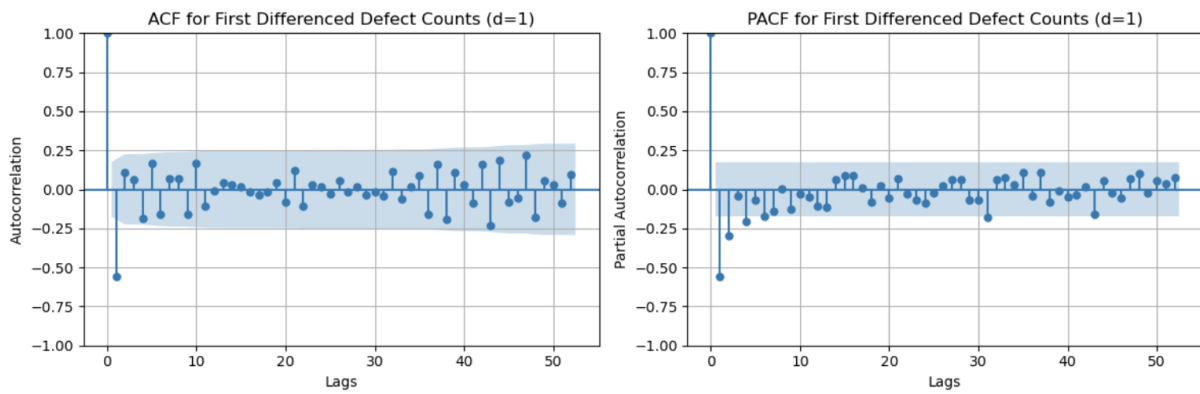 ACF for First Differenced Defect Counts (d=1)
1.00
0.75
0.50
0.25
0.00
−0.25
−0.50
−0.75
−1.00
Autocorrelation
0 10 20 30 40 50
Lags
PACF for First Differenced Defect Counts (d=1)
1.00
0.75
0.50
0.25
0.00
−0.25
−0.50
−0.75
−1.00
Partial Autocorrelation
0 10 20 30 40 50
Lags